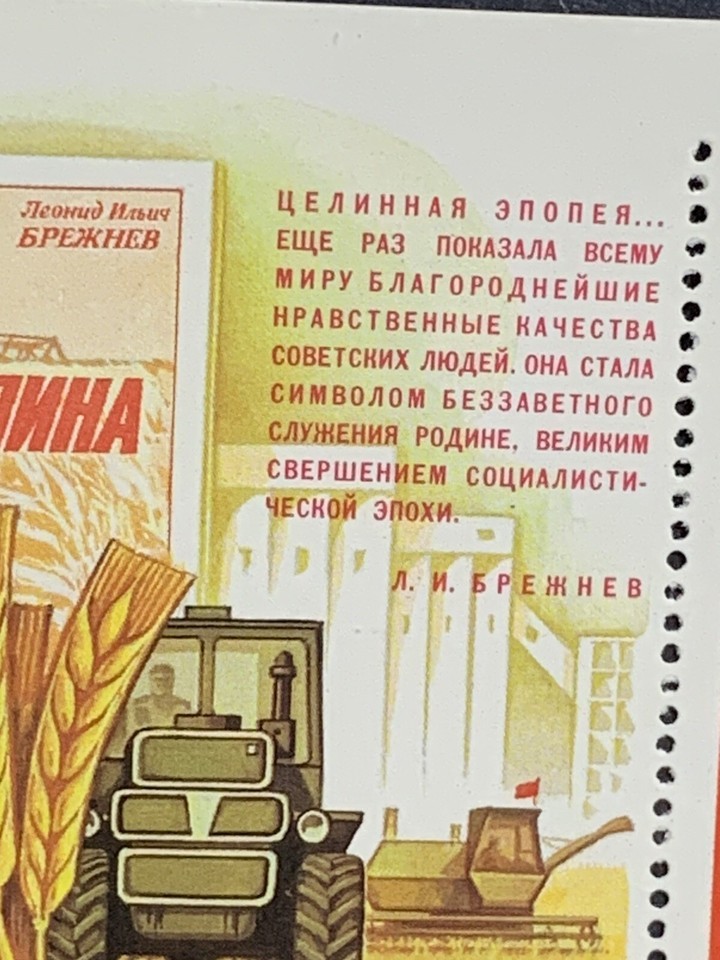 Леонид Ильич
БРЕЖНЕВ
ЛИНА
ЦЕЛИННАЯ ЭПОПЕЯ...
ЕЩЕ РАЗ ПОКАЗАЛА ВСЕМУ
МИРУ БЛАГОРОДНЕЙШИЕ
НРАВСТВЕННЫЕ КАЧЕСТВА
СОВЕТСКИХ ЛЮДЕЙ. ОНА СТАЛА
СИМВОЛОМ БЕЗЗАВЕТНОГО
СЛУЖЕНИЯ РОДИНЕ, ВЕЛИКИМ
СВЕРШЕНИЕМ СОЦИАЛИСТИ-
ЧЕСКОЙ ЭПОХИ.
Л. И. БРЕЖНЕВ